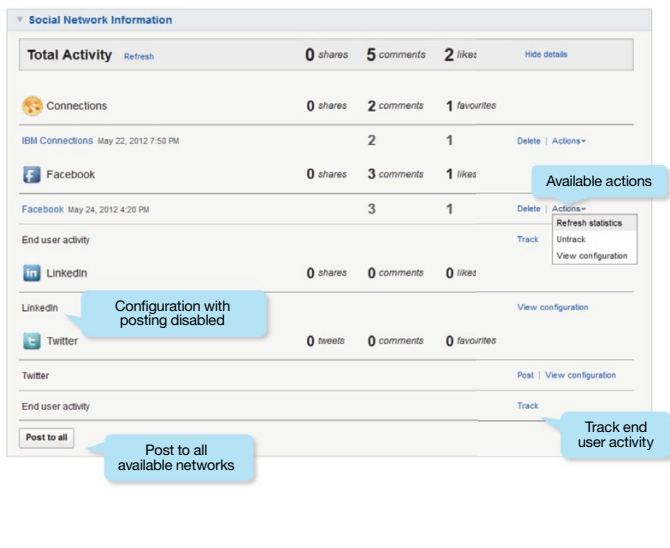 Social Network Information
Total Activity Refresh 0 shares 5 comments 2 likes Hide details
Connections 0 shares 2 comments 1 favourites
IBM Connections May 22, 2012 7:50 PM 2 1 Delete | Actions
Facebook 0 shares 3 comments 1 likes
Available actions
Facebook May 24, 2012 4:20 PM 3 1 Delete | Actions
Refresh statistics
End user activity Track Untrack
View configuration
LinkedIn 0 shares 0 comments 0 likes
LinkedIn View configuration
Configuration with
posting disabled
Twitter 0 tweets 0 comments 0 favourites
Twitter Post | View configuration
End user activity Track
Track end
user activity
Post to all
Post to all
available networks